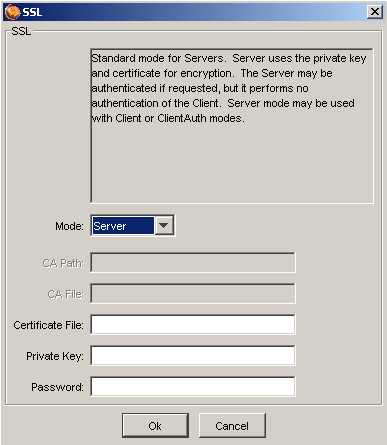 SSL
SSL
Standard mode for Servers. Server uses the private key
and certificate for encryption. The Server may be
authenticated if requested, but it performs no
authentication of the Client. Server mode may be used
with Client or ClientAuth modes.
Mode: Server
CA Path:
CA File:
Certificate File:
Private Key:
Password:
Ok Cancel